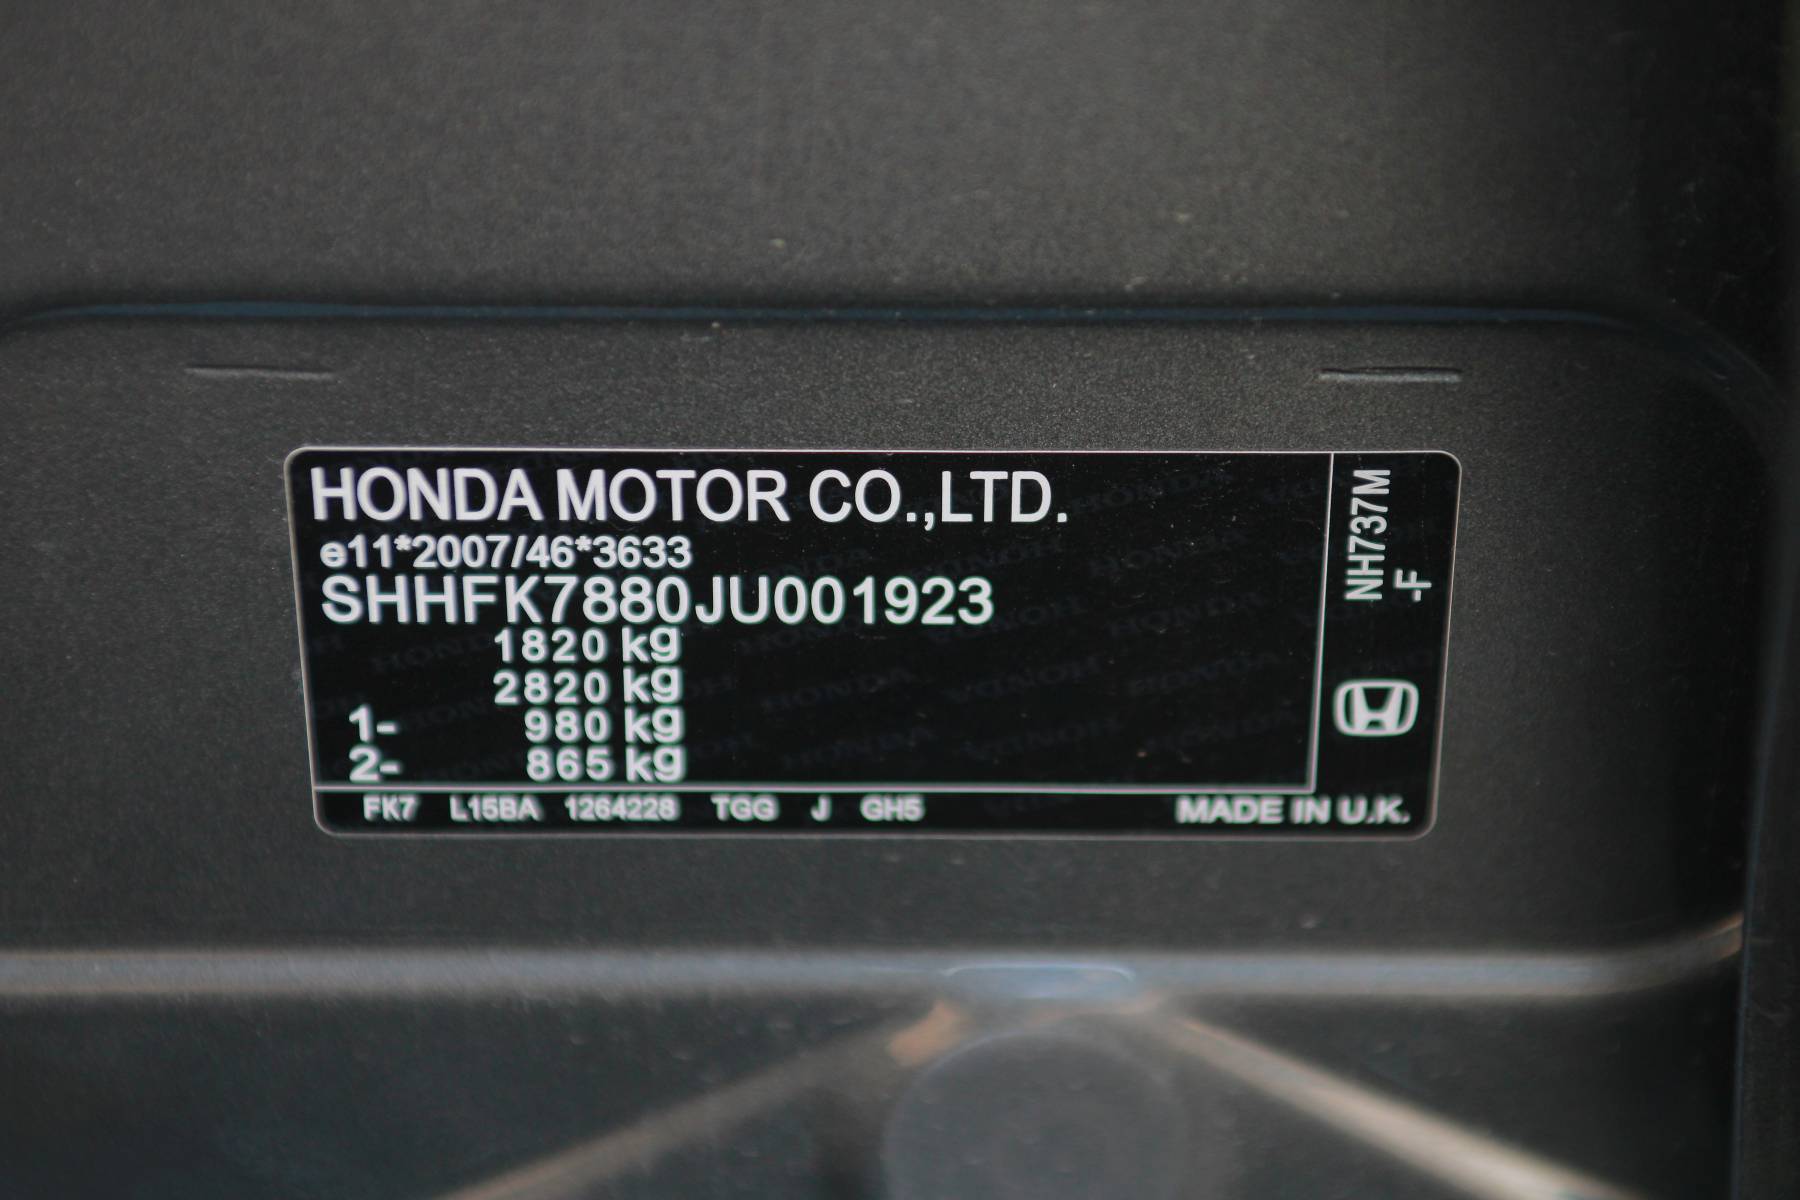 HONDA MOTOR CO.,LTD.
e11*2007/46*3633
SHHFK7880JU001923
1820 kg
2820 kg
1- 980 kg
2- 865 kg
FK7 L15BA 1264228 TGG J GH5 MADE IN U.K.
NH737M
-F